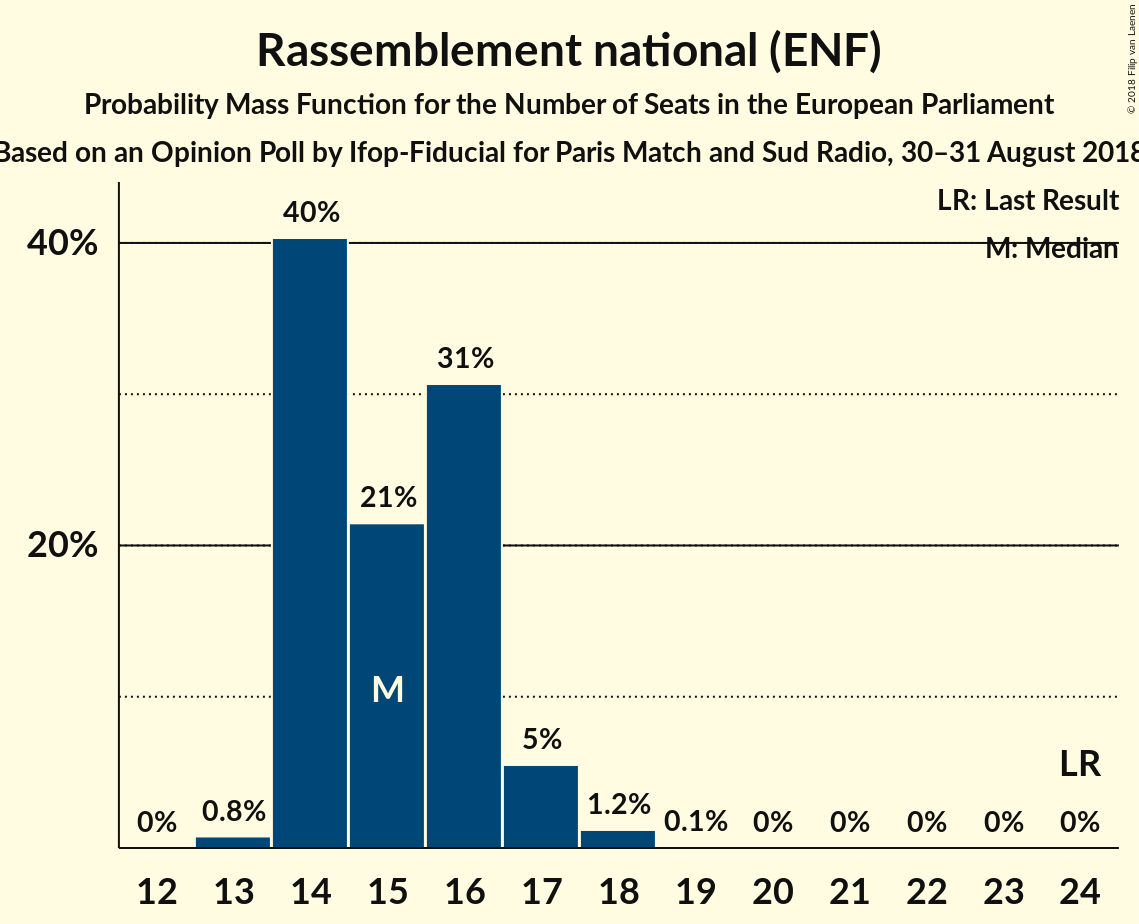 Rassemblement national (ENF)
Probability Mass Function for the Number of Seats in the European Parliament
Based on an Opinion Poll by Ifop-Fiducial for Paris Match and Sud Radio, 30–31 August 2018
© 2018 Filip van Laenen
LR: Last Result
M: Median
40%
20%
0%
0.8%
40%
21%
31%
5%
1.2%
0.1%
0%
0%
0%
0%
0%
M
LR
12 13 14 15 16 17 18 19 20 21 22 23 24